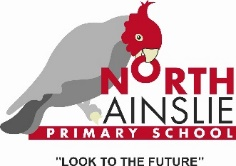 NORTH
AINSLIE
PRIMARY SCHOOL
"LOOK TO THE FUTURE"